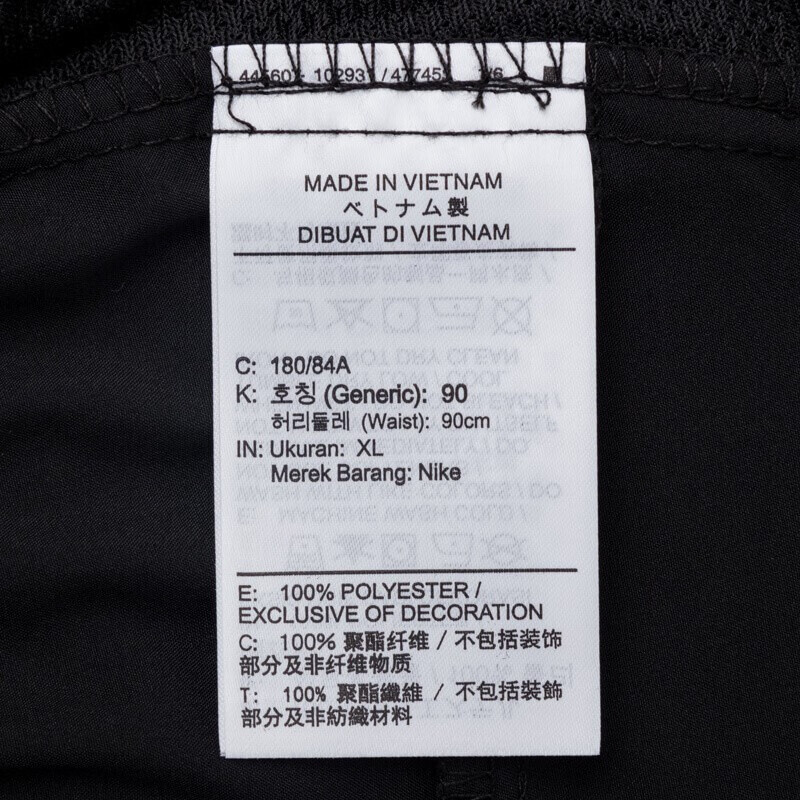 MADE IN VIETNAM
ベトナム製
DIBUAT DI VIETNAM
C: 180/84A
K: 호칭 (Generic): 90
허리둘레 (Waist): 90cm
IN: Ukuran: XL
Merek Barang: Nike
E: 100% POLYESTER /
EXCLUSIVE OF DECORATION
C: 100% 聚酯纤维 / 不包括装饰
部分及非纤维物质
T: 100% 聚酯纖維 / 不包括裝飾
部分及非紡織材料